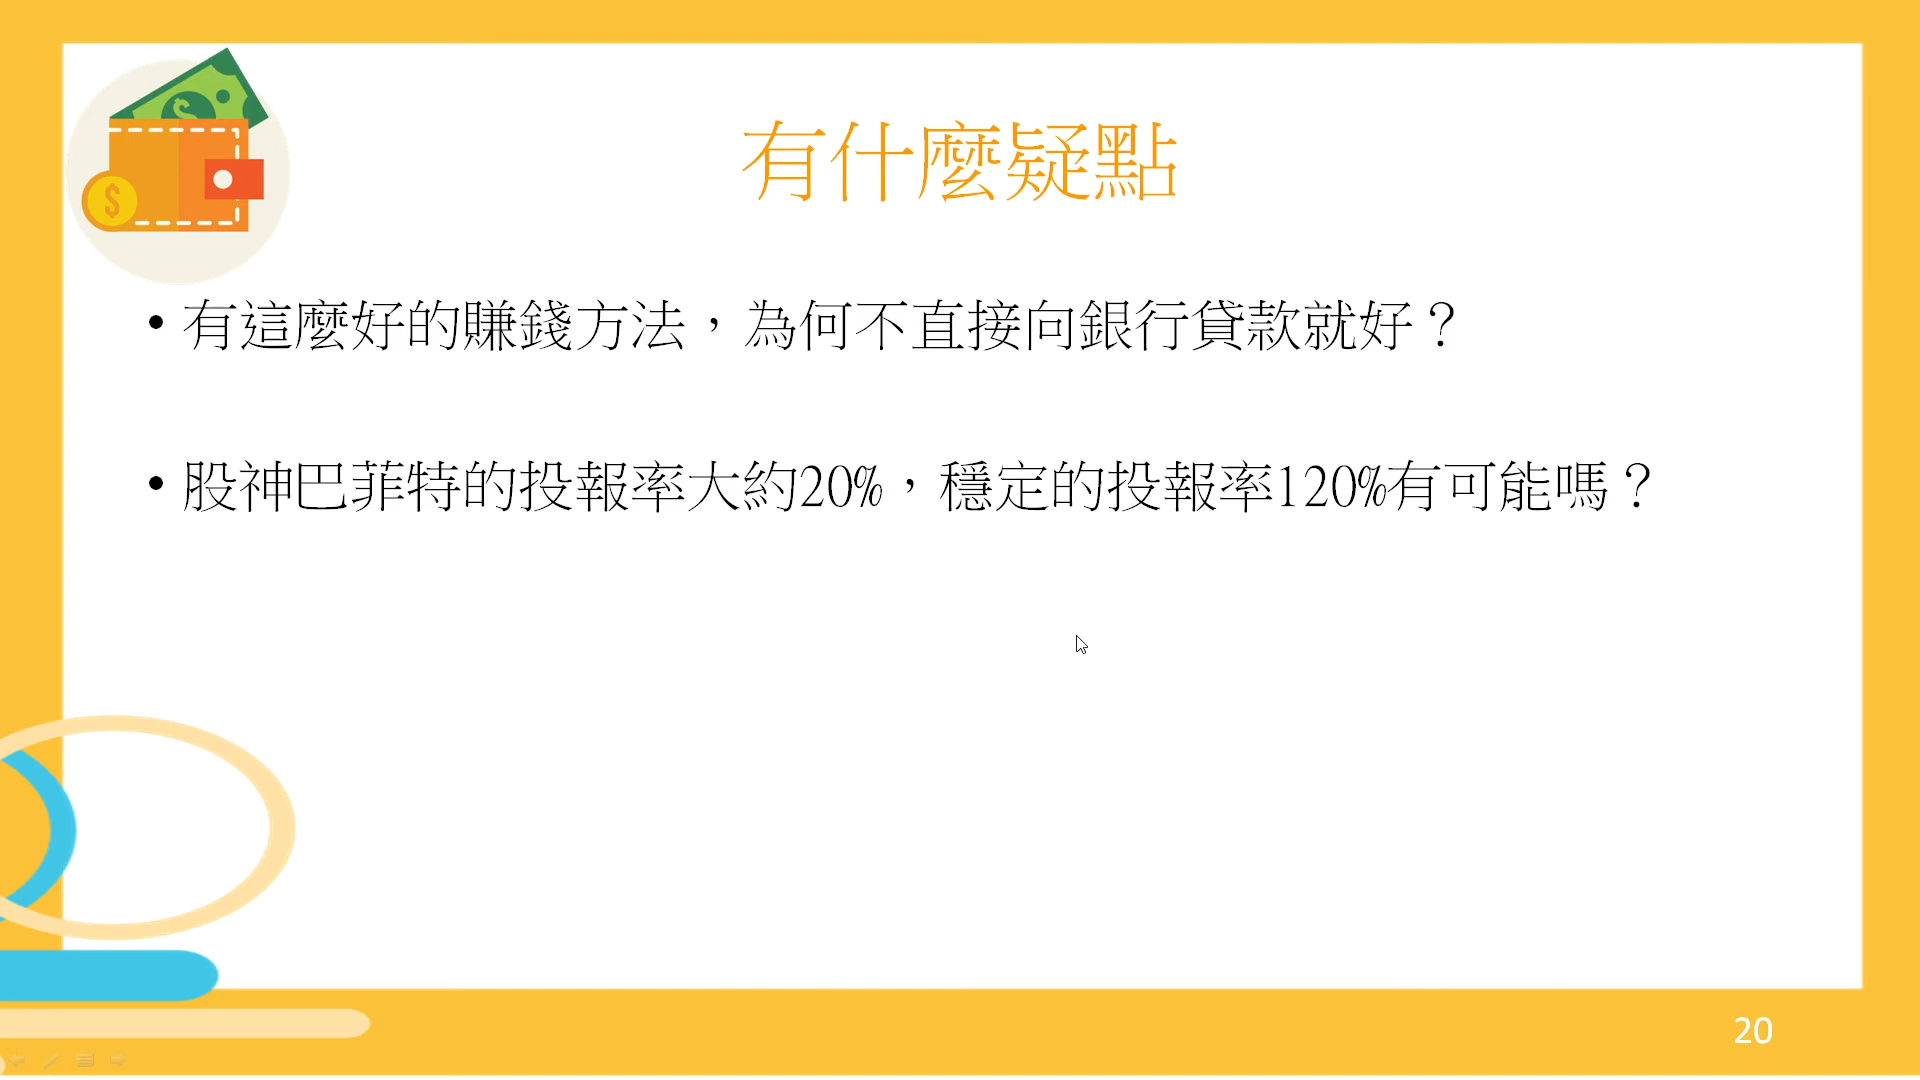 有什麼疑點
• 有這麼好的賺錢方法，為何不直接向銀行貸款就好？
• 股神巴菲特的投報率大約20%，穩定的投報率120%有可能嗎？
20